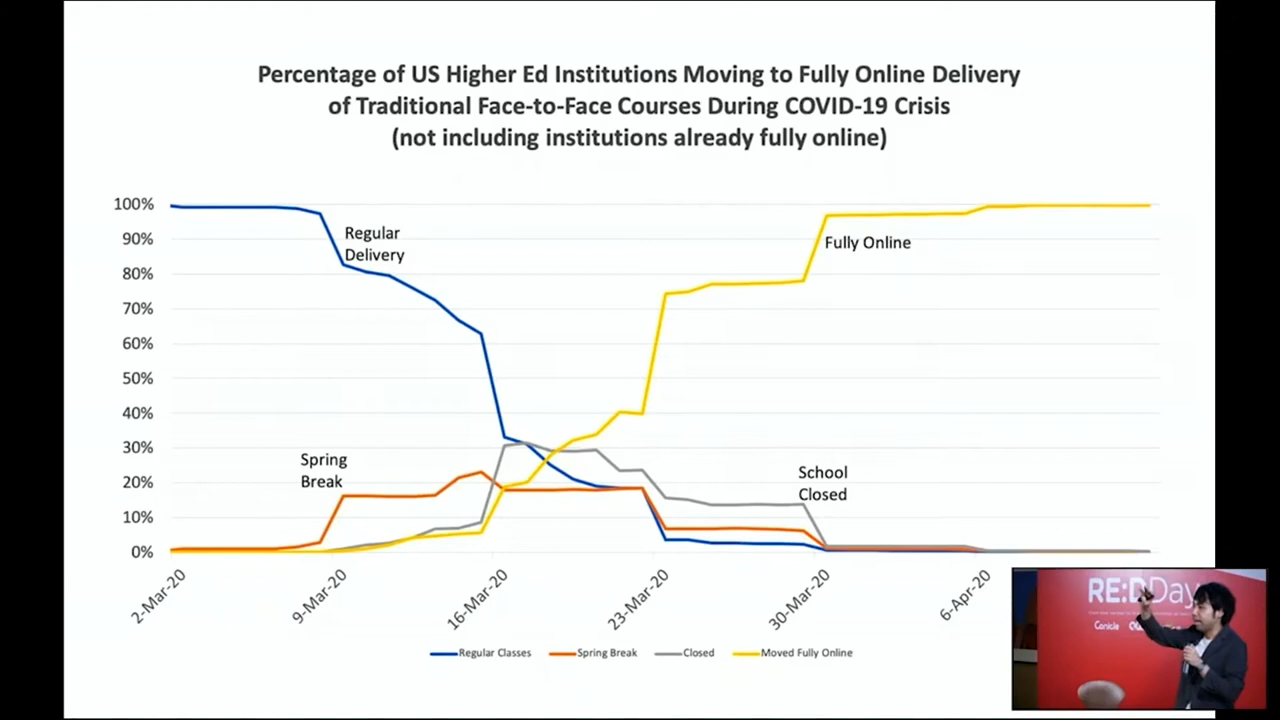 Percentage of US Higher Ed Institutions Moving to Fully Online Delivery
of Traditional Face-to-Face Courses During COVID-19 Crisis
(not including institutions already fully online)
100%
90%
80%
70%
60%
50%
40%
30%
20%
10%
0%
Regular
Delivery
Fully Online
Spring
Break
School
Closed
2-Mar-20
9-Mar-20
16-Mar-20
23-Mar-20
30-Mar-20
6-Apr-20
Regular Classes
Spring Break
Closed
Moved Fully Online
RE:D Day
Conicle